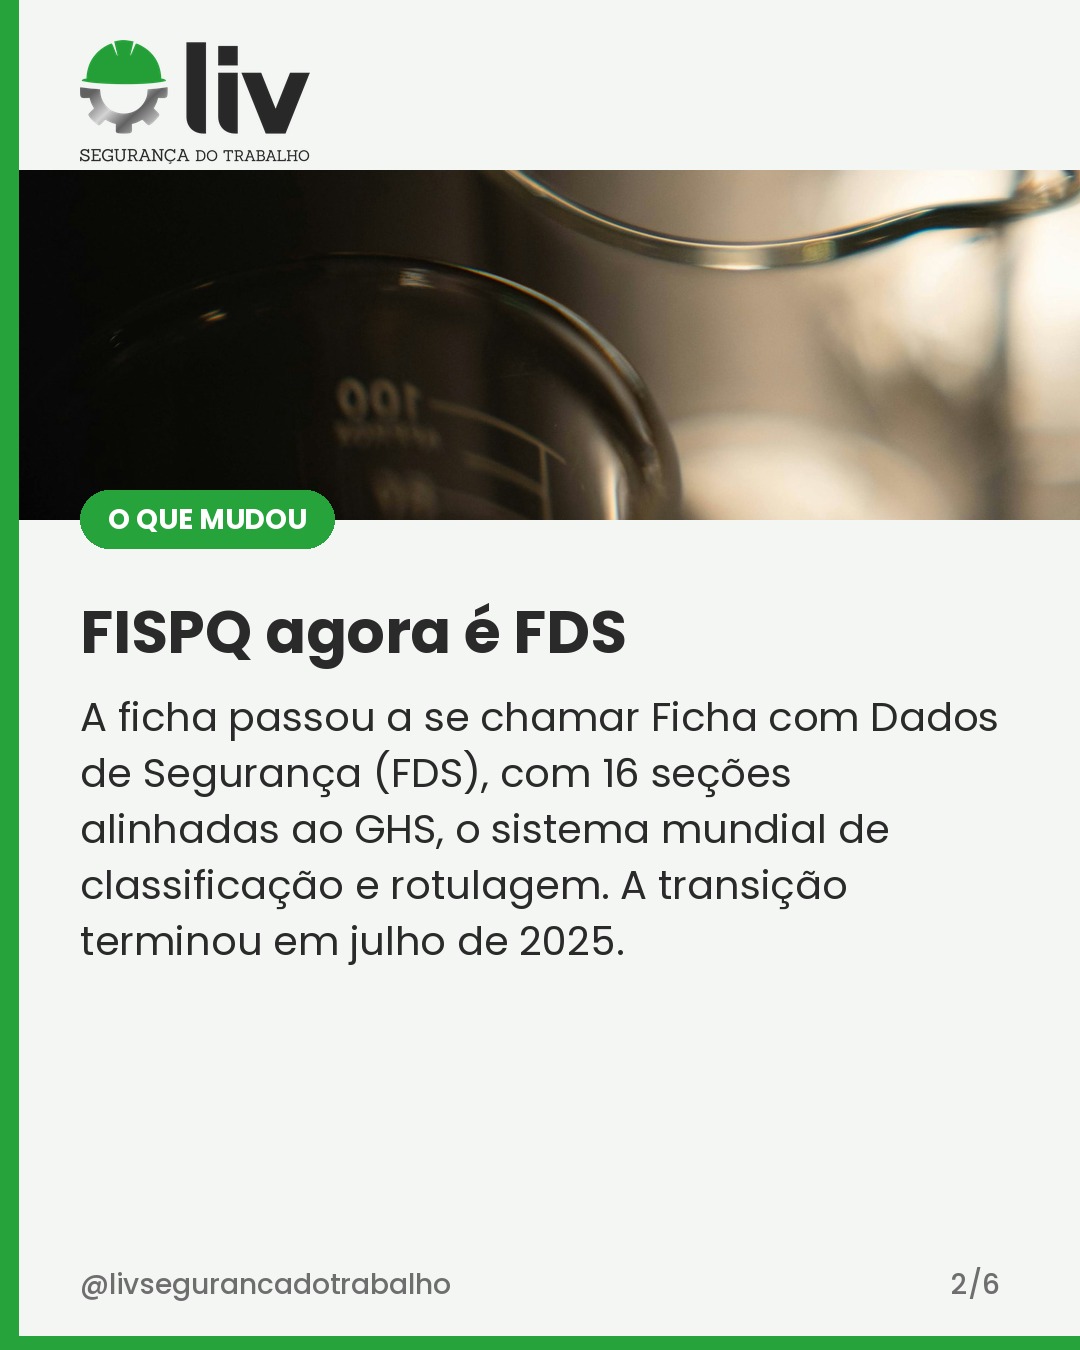 liv
SEGURANÇA DO TRABALHO
100
O QUE MUDOU
FISPQ agora é FDS
A ficha passou a se chamar Ficha com Dados
de Segurança (FDS), com 16 seções
alinhadas ao GHS, o sistema mundial de
classificação e rotulagem. A transição
terminou em julho de 2025.
@livsegurancadotrabalho
2/6